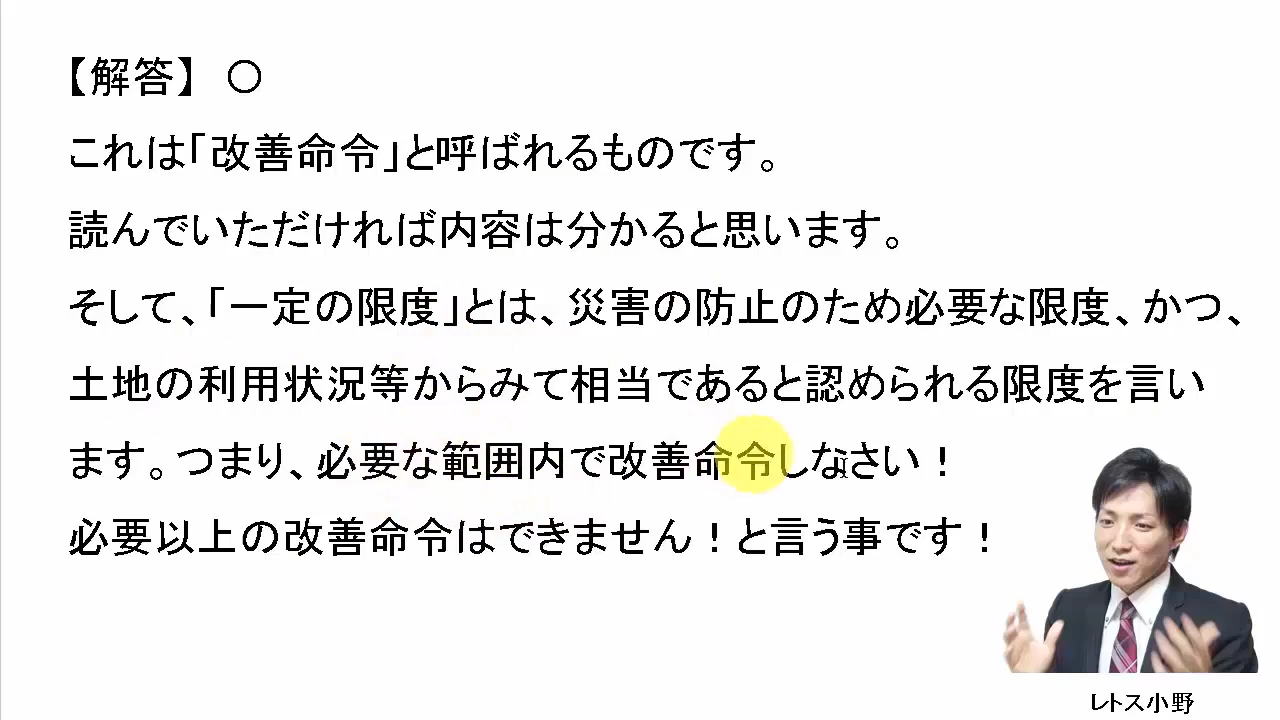 【解答】 ○
これは「改善命令」と呼ばれるものです。
読んでいただければ内容は分かると思います。
そして、「一定の限度」とは、災害の防止のため必要な限度、かつ、
土地の利用状況等からみて相当であると認められる限度を言い
ます。つまり、必要な範囲内で改善命令しなさい！
必要以上の改善命令はできません！と言う事です！
レトス小野